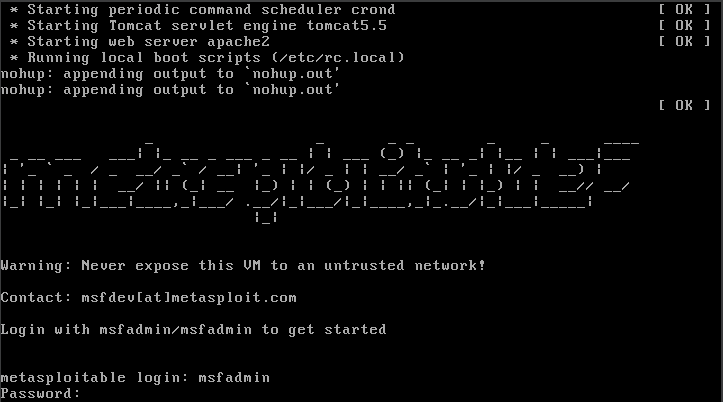 * Starting periodic command scheduler crond [ OK ]
* Starting Tomcat servlet engine tomcat5.5 [ OK ]
* Starting web server apache2 [ OK ]
* Running local boot scripts (/etc/rc.local)
nohup: appending output to `nohup.out'
nohup: appending output to `nohup.out'
[ OK ]
metasploitable2
Warning: Never expose this VM to an untrusted network!
Contact: msfdev[at]metasploit.com
Login with msfadmin/msfadmin to get started
metasploitable login: msfadmin
Password: